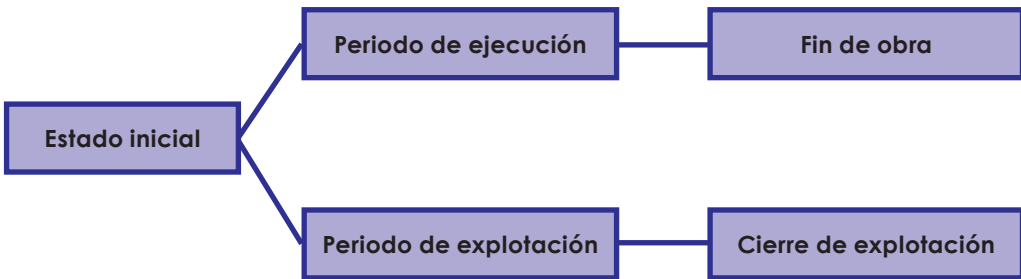 Periodo de ejecución
Fin de obra
Estado inicial
Periodo de explotación
Cierre de explotación